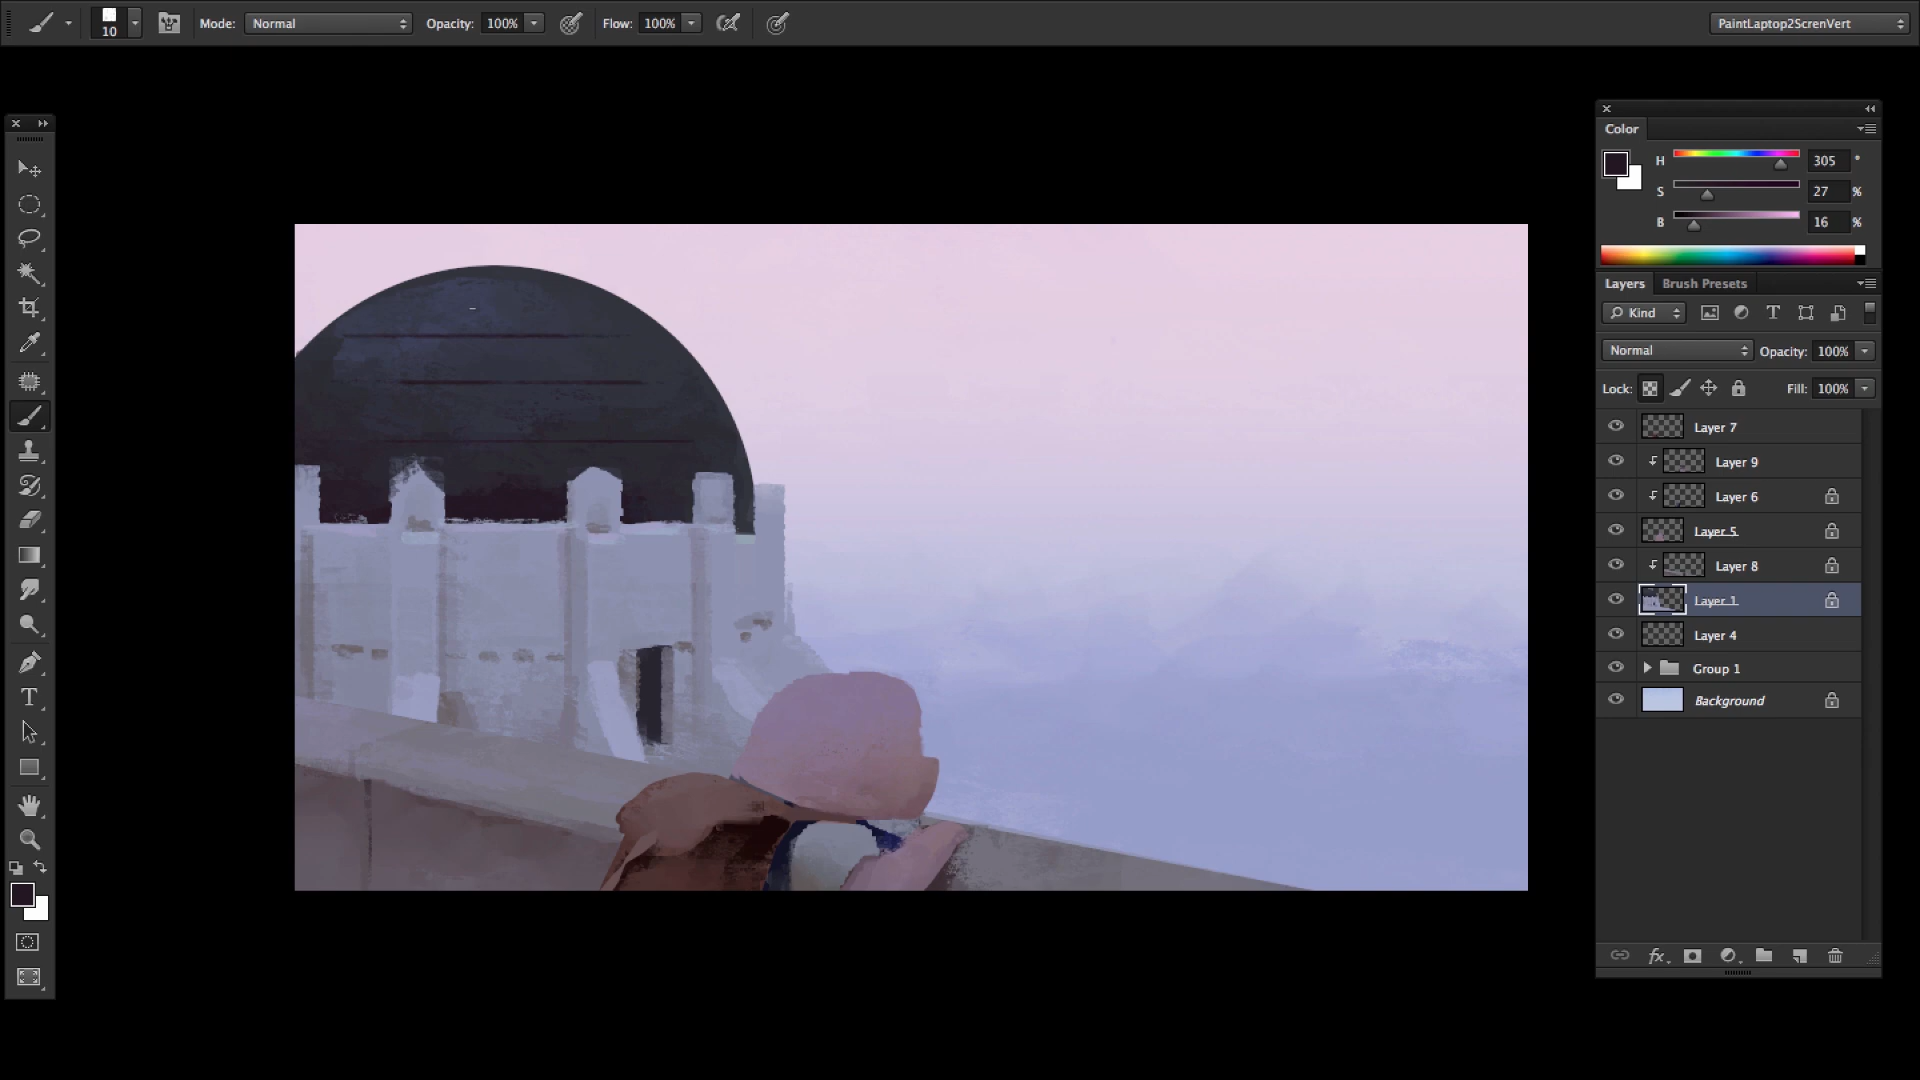 10
Mode: Normal Opacity: 100% Flow: 100% PaintLaptop2ScrenVert
Color
H 305 °
S 27 %
B 16 %
Layers Brush Presets
Kind
Normal Opacity: 100%
Lock: Fill: 100%
Layer 7
Layer 9
Layer 6
Layer 5
Layer 8
Layer 1
Layer 4
Group 1
Background